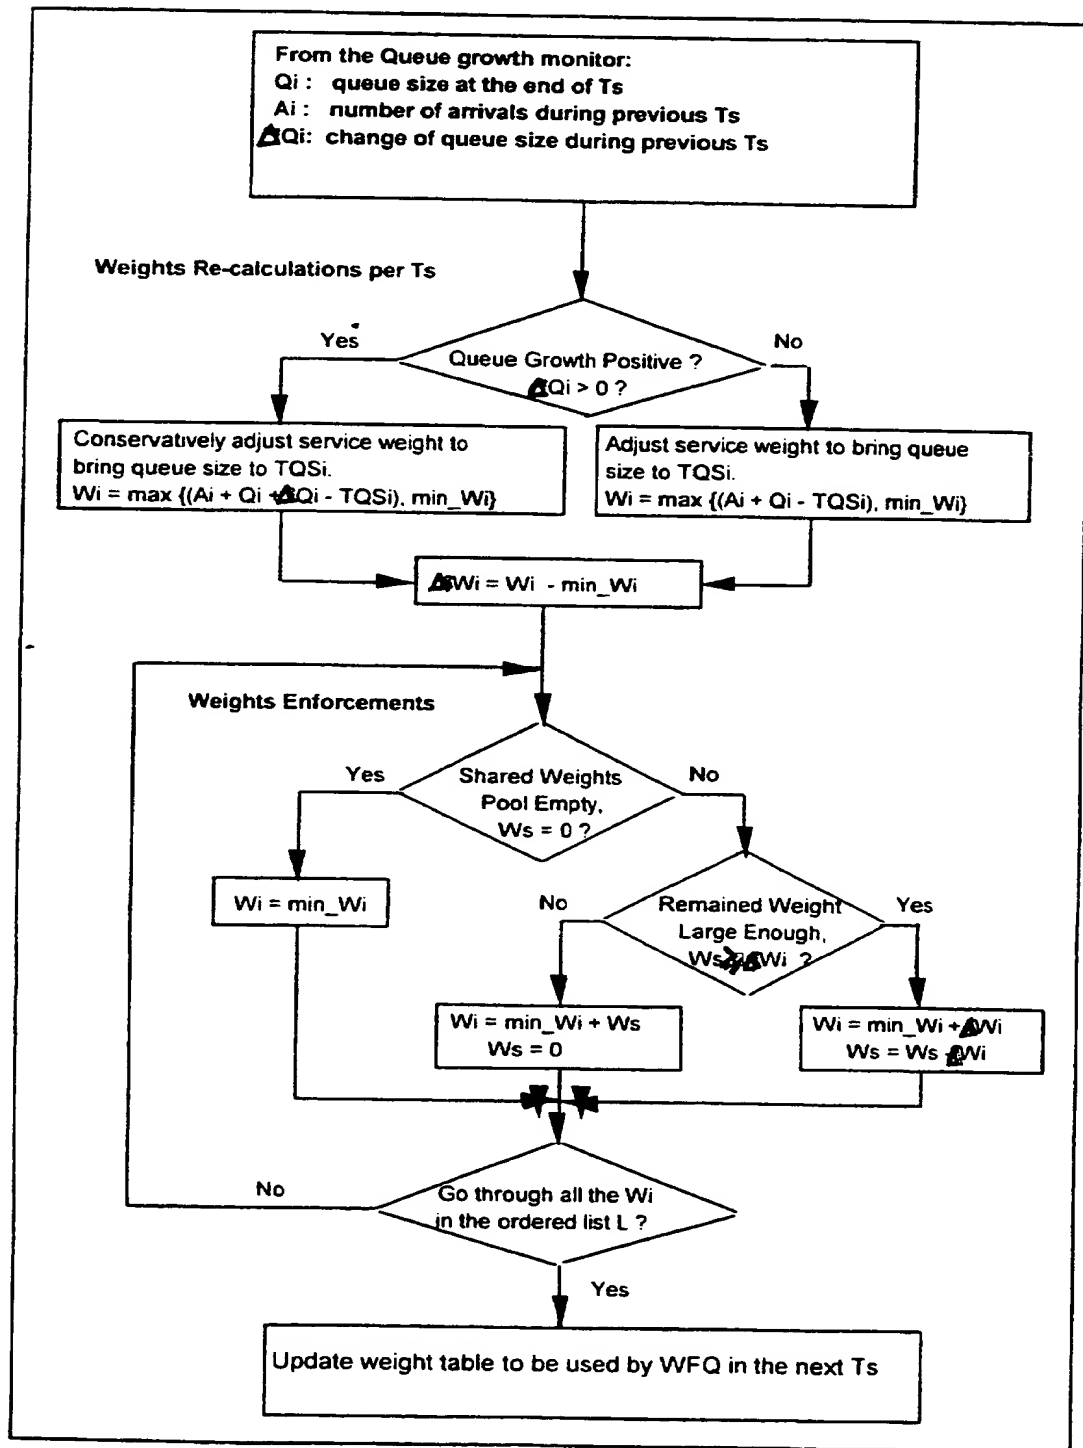 From the Queue growth monitor:
Qi : queue size at the end of Ts
Ai : number of arrivals during previous Ts
ΔQi: change of queue size during previous Ts
Weights Re-calculations per Ts
Yes
No
Queue Growth Positive ?
ΔQi > 0 ?
Conservatively adjust service weight to
bring queue size to TQSi.
Wi = max {(Ai + Qi + ΔQi - TQSi), min_Wi}
Adjust service weight to bring queue
size to TQSi.
Wi = max {(Ai + Qi - TQSi), min_Wi}
ΔWi = Wi - min_Wi
Weights Enforcements
Yes
No
Shared Weights
Pool Empty,
Ws = 0 ?
Wi = min_Wi
No
Yes
Remained Weight
Large Enough,
Ws ≥ ΔWi ?
Wi = min_Wi + Ws
Ws = 0
Wi = min_Wi + ΔWi
Ws = Ws - ΔWi
No
Go through all the Wi
in the ordered list L ?
Yes
Update weight table to be used by WFQ in the next Ts